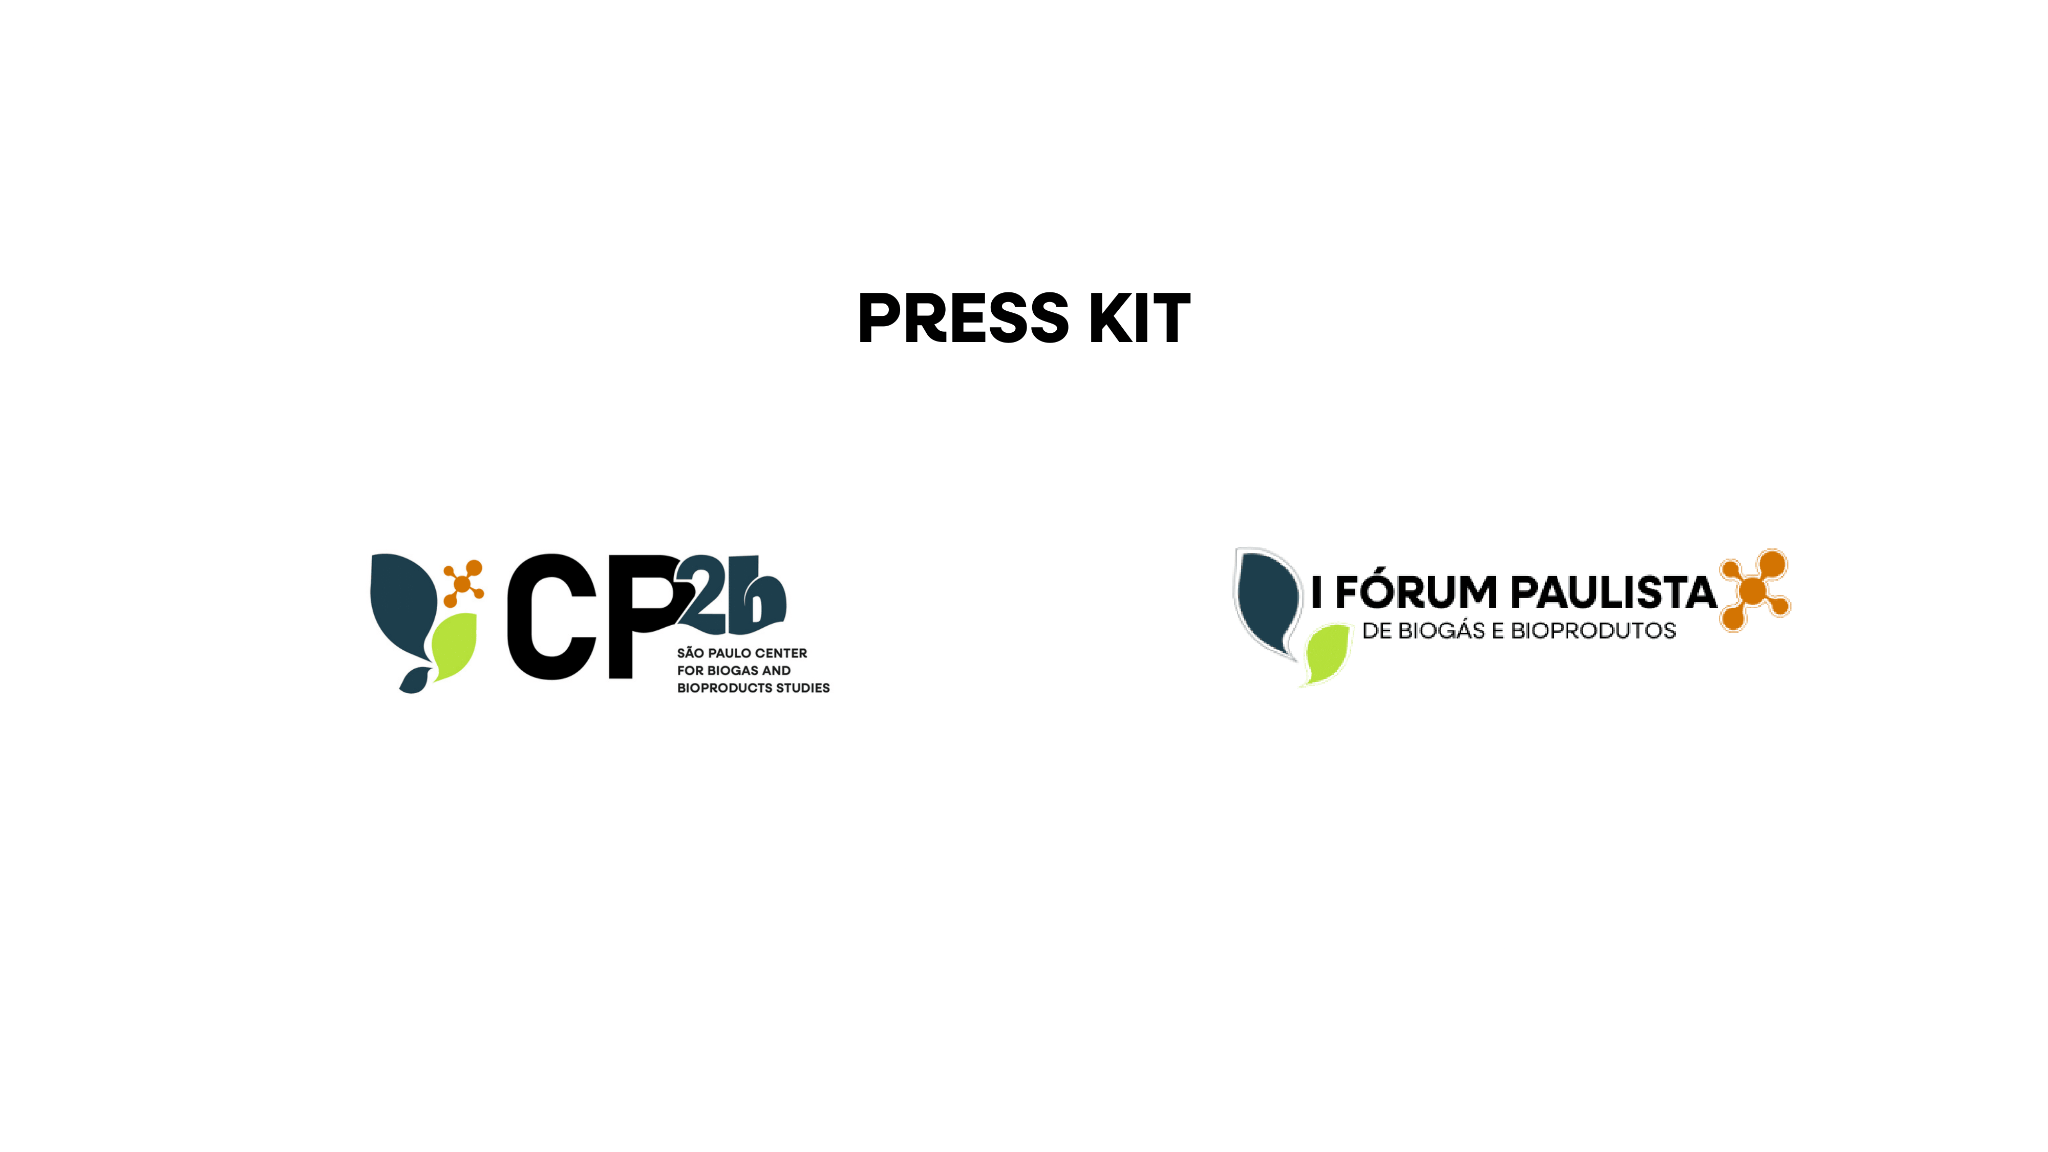 PRESS KIT
CP2b
SÃO PAULO CENTER
FOR BIOGAS AND
BIOPRODUCTS STUDIES
I FÓRUM PAULISTA
DE BIOGÁS E BIOPRODUTOS